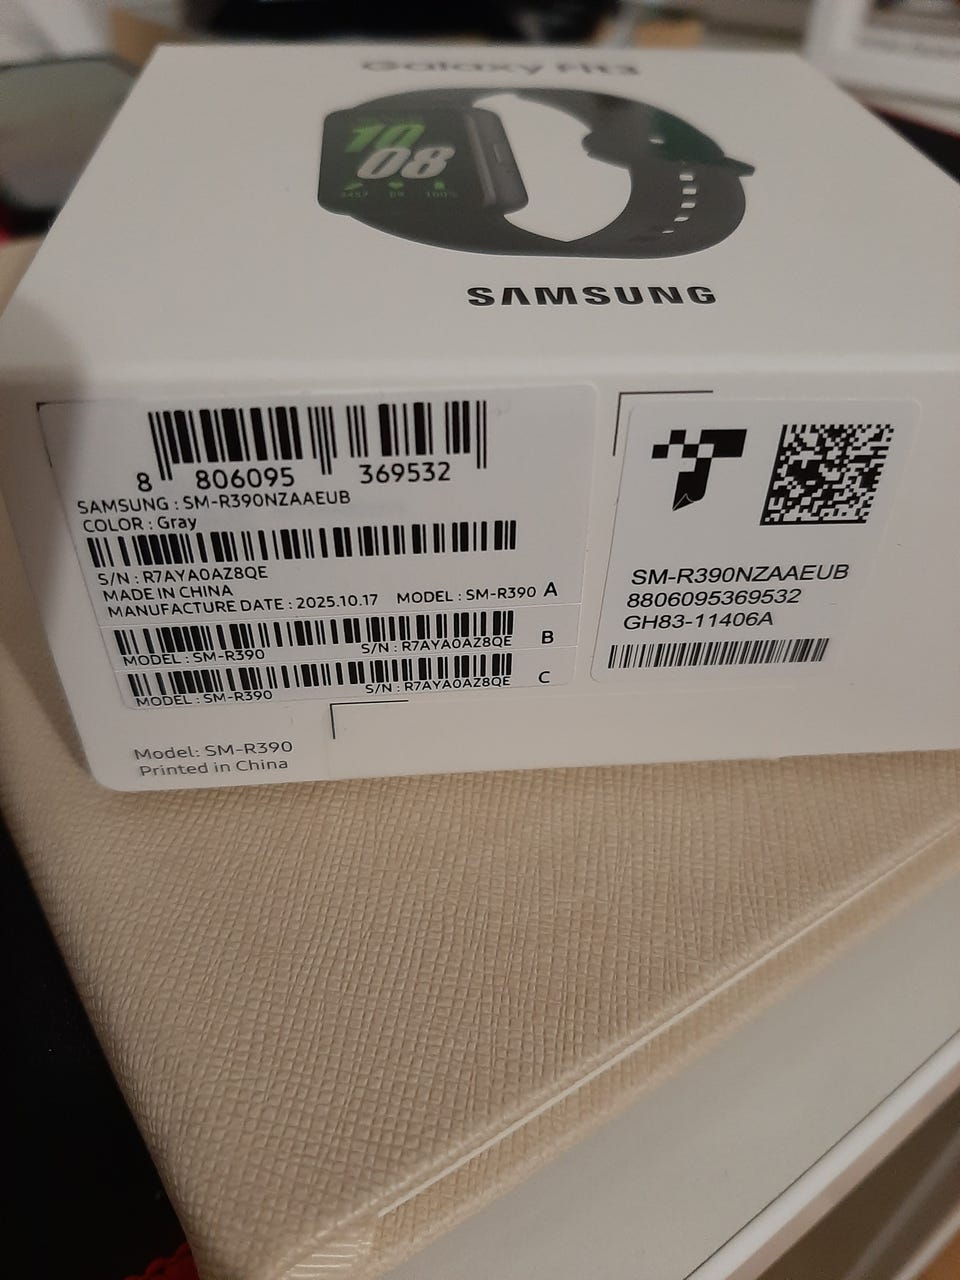 Galaxy Fit3
10
08
100%
SAMSUNG
8 806095 369532
SAMSUNG : SM-R390NZAAEUB
COLOR : Gray
S/N : R7AYA0AZ8QE
MADE IN CHINA
MANUFACTURE DATE : 2025.10.17 MODEL : SM-R390 A
MODEL : SM-R390 S/N : R7AYA0AZ8QE B
MODEL : SM-R390 S/N : R7AYA0AZ8QE C
Model: SM-R390
Printed in China
SM-R390NZAAEUB
8806095369532
GH83-11406A